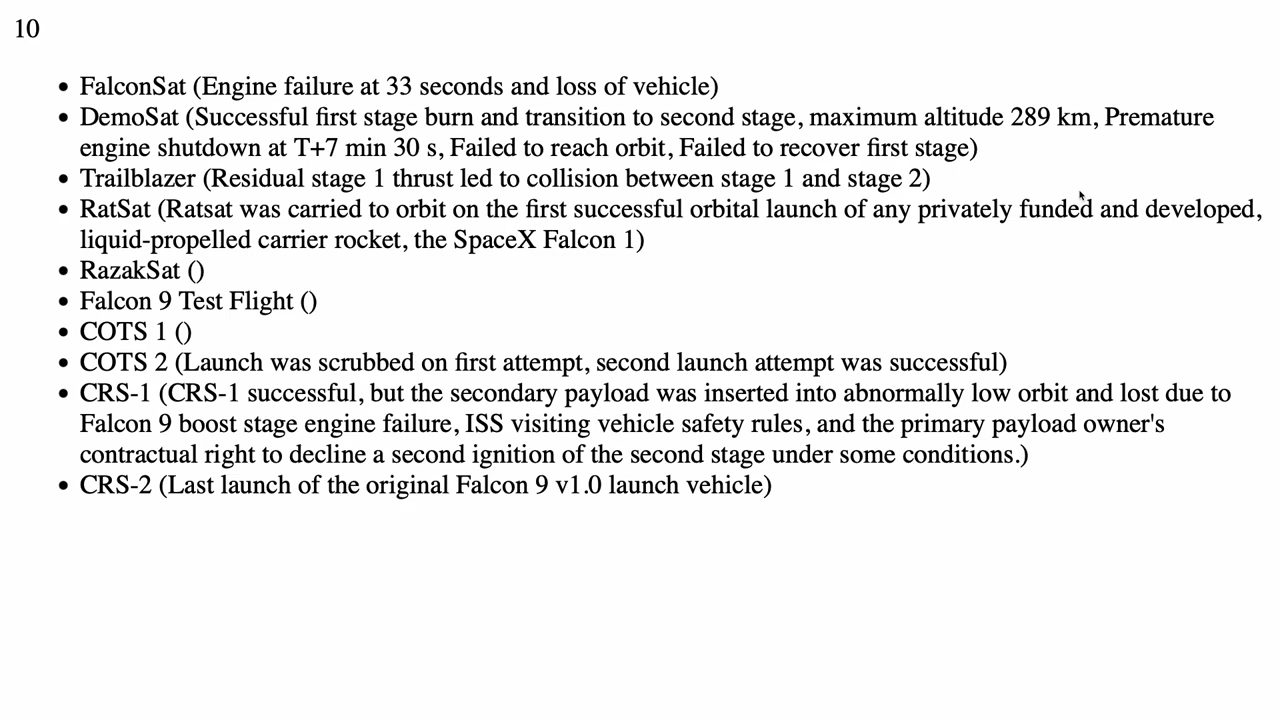 10
• FalconSat (Engine failure at 33 seconds and loss of vehicle)
• DemoSat (Successful first stage burn and transition to second stage, maximum altitude 289 km, Premature
engine shutdown at T+7 min 30 s, Failed to reach orbit, Failed to recover first stage)
• Trailblazer (Residual stage 1 thrust led to collision between stage 1 and stage 2)
• RatSat (Ratsat was carried to orbit on the first successful orbital launch of any privately funded and developed,
liquid-propelled carrier rocket, the SpaceX Falcon 1)
• RazakSat ()
• Falcon 9 Test Flight ()
• COTS 1 ()
• COTS 2 (Launch was scrubbed on first attempt, second launch attempt was successful)
• CRS-1 (CRS-1 successful, but the secondary payload was inserted into abnormally low orbit and lost due to
Falcon 9 boost stage engine failure, ISS visiting vehicle safety rules, and the primary payload owner's
contractual right to decline a second ignition of the second stage under some conditions.)
• CRS-2 (Last launch of the original Falcon 9 v1.0 launch vehicle)